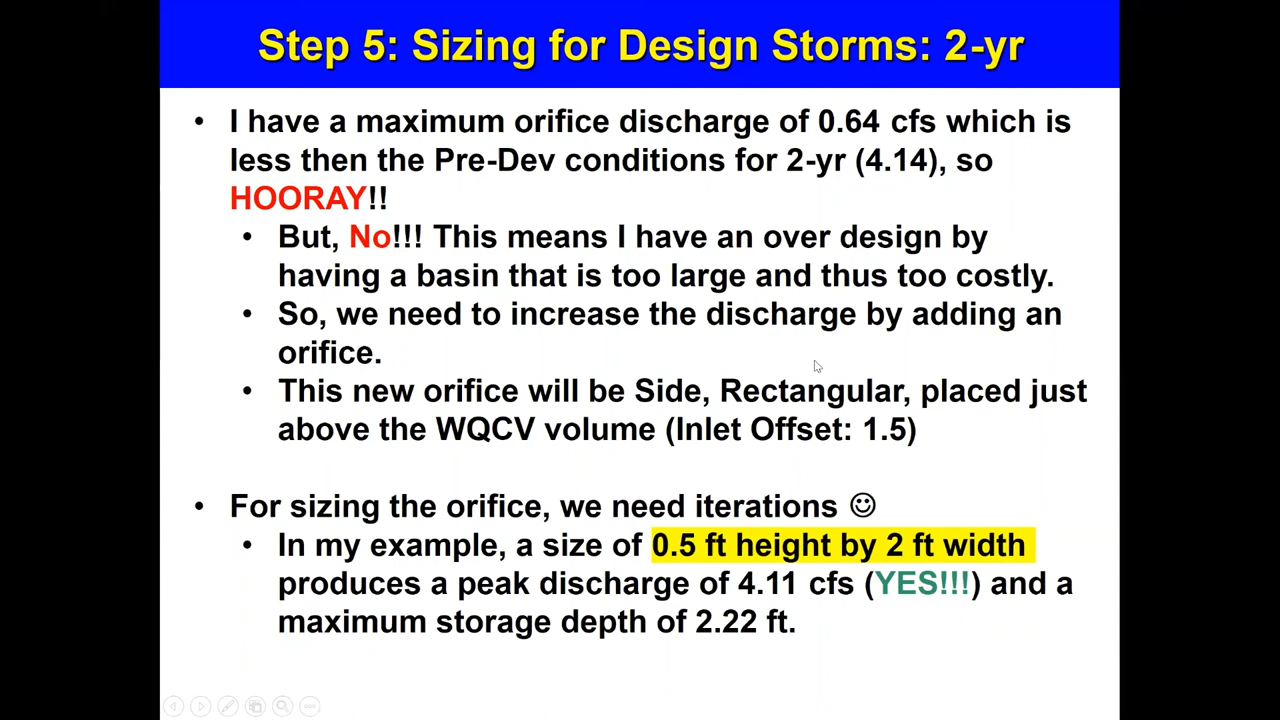 Step 5: Sizing for Design Storms: 2-yr
• I have a maximum orifice discharge of 0.64 cfs which is
less then the Pre-Dev conditions for 2-yr (4.14), so
HOORAY!!
• But, No!!! This means I have an over design by
having a basin that is too large and thus too costly.
• So, we need to increase the discharge by adding an
orifice.
• This new orifice will be Side, Rectangular, placed just
above the WQCV volume (Inlet Offset: 1.5)
• For sizing the orifice, we need iterations ☺
• In my example, a size of 0.5 ft height by 2 ft width
produces a peak discharge of 4.11 cfs (YES!!!) and a
maximum storage depth of 2.22 ft.